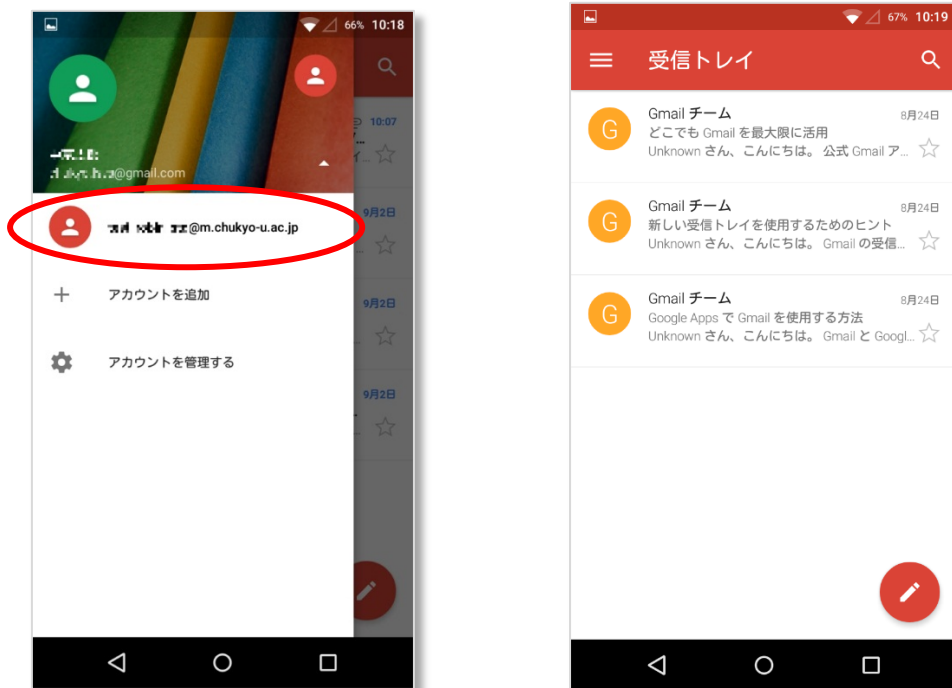 66% 10:18
@gmail.com
@m.chukyo-u.ac.jp
アカウントを追加
アカウントを管理する
10:07
9月2日
9月2日
9月2日
67% 10:19
受信トレイ
G
Gmail チーム
8月24日
どこでも Gmail を最大限に活用
Unknown さん、こんにちは。 公式 Gmail ア...
G
Gmail チーム
8月24日
新しい受信トレイを使用するためのヒント
Unknown さん、こんにちは。 Gmail の受信...
G
Gmail チーム
8月24日
Google Apps で Gmail を使用する方法
Unknown さん、こんにちは。 Gmail と Googl...